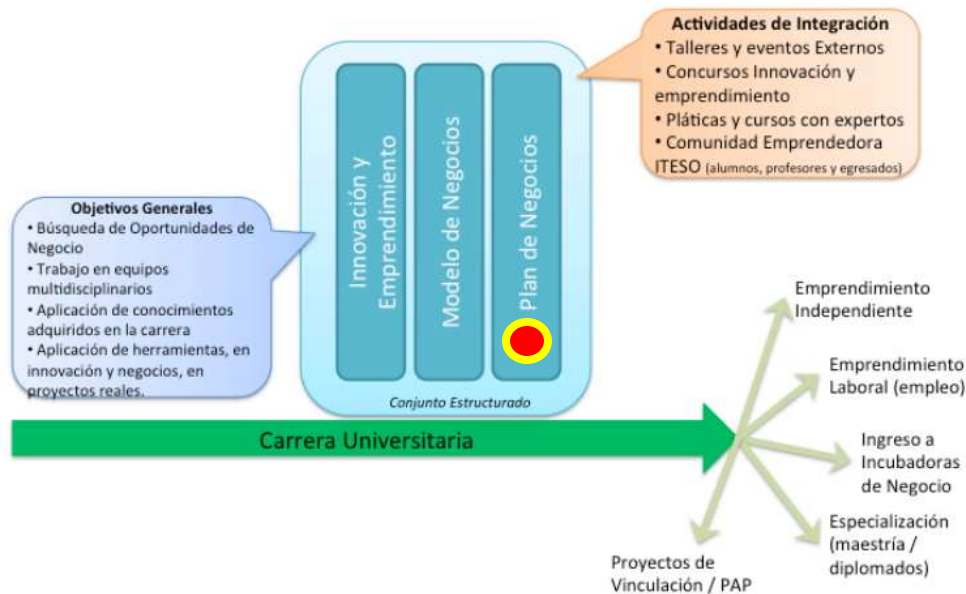 Actividades de Integración
• Talleres y eventos Externos
• Concursos Innovación y
emprendimiento
• Pláticas y cursos con expertos
• Comunidad Emprendedora
ITESO (alumnos, profesores y egresados)
Objetivos Generales
• Búsqueda de Oportunidades de
Negocio
• Trabajo en equipos
multidisciplinarios
• Aplicación de conocimientos
adquiridos en la carrera
• Aplicación de herramientas, en
innovación y negocios, en
proyectos reales.
Innovación y
Emprendimiento
Modelo de Negocios
Plan de Negocios
Conjunto Estructurado
Carrera Universitaria
Emprendimiento
Independiente
Emprendimiento
Laboral (empleo)
Ingreso a
Incubadoras
de Negocio
Especialización
(maestría /
diplomados)
Proyectos de
Vinculación / PAP